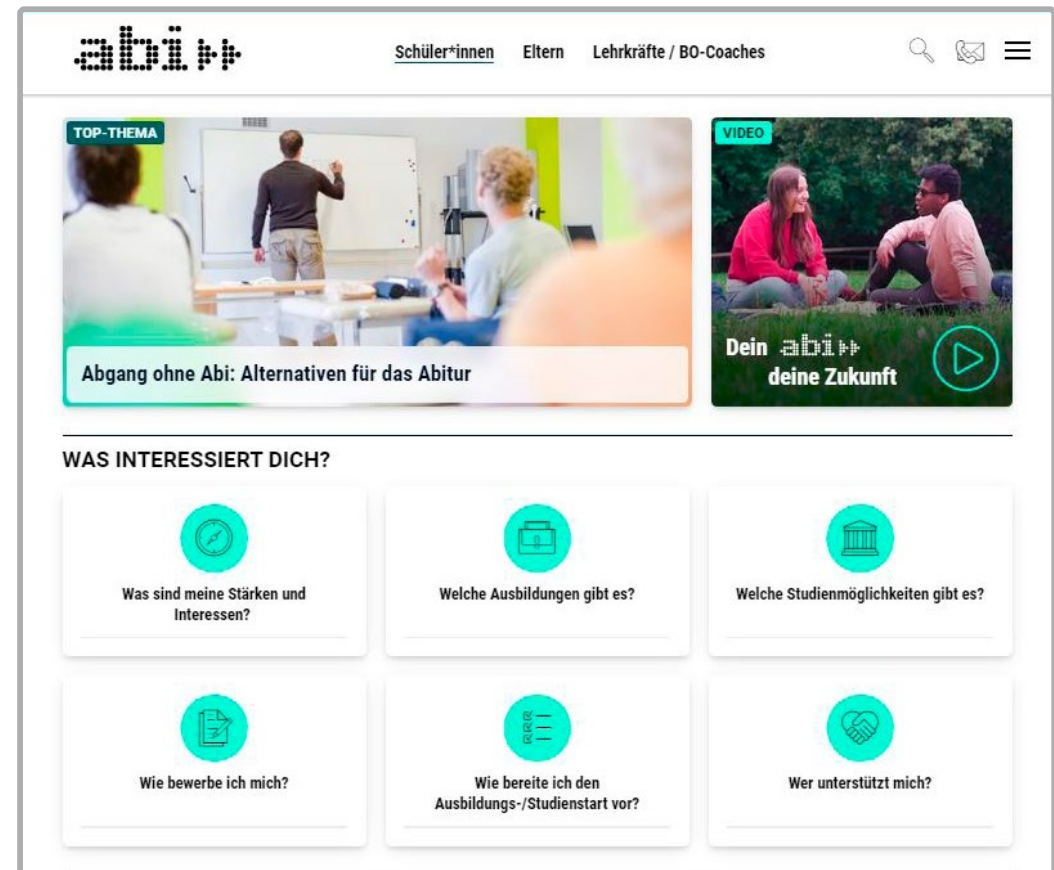 abi»
Schüler*innen Eltern Lehrkräfte / BO-Coaches
TOP-THEMA
Abgang ohne Abi: Alternativen für das Abitur
VIDEO
Dein abi»
deine Zukunft
WAS INTERESSIERT DICH?
Was sind meine Stärken und
Interessen?
Welche Ausbildungen gibt es?
Welche Studienmöglichkeiten gibt es?
Wie bewerbe ich mich?
Wie bereite ich den
Ausbildungs-/Studienstart vor?
Wer unterstützt mich?